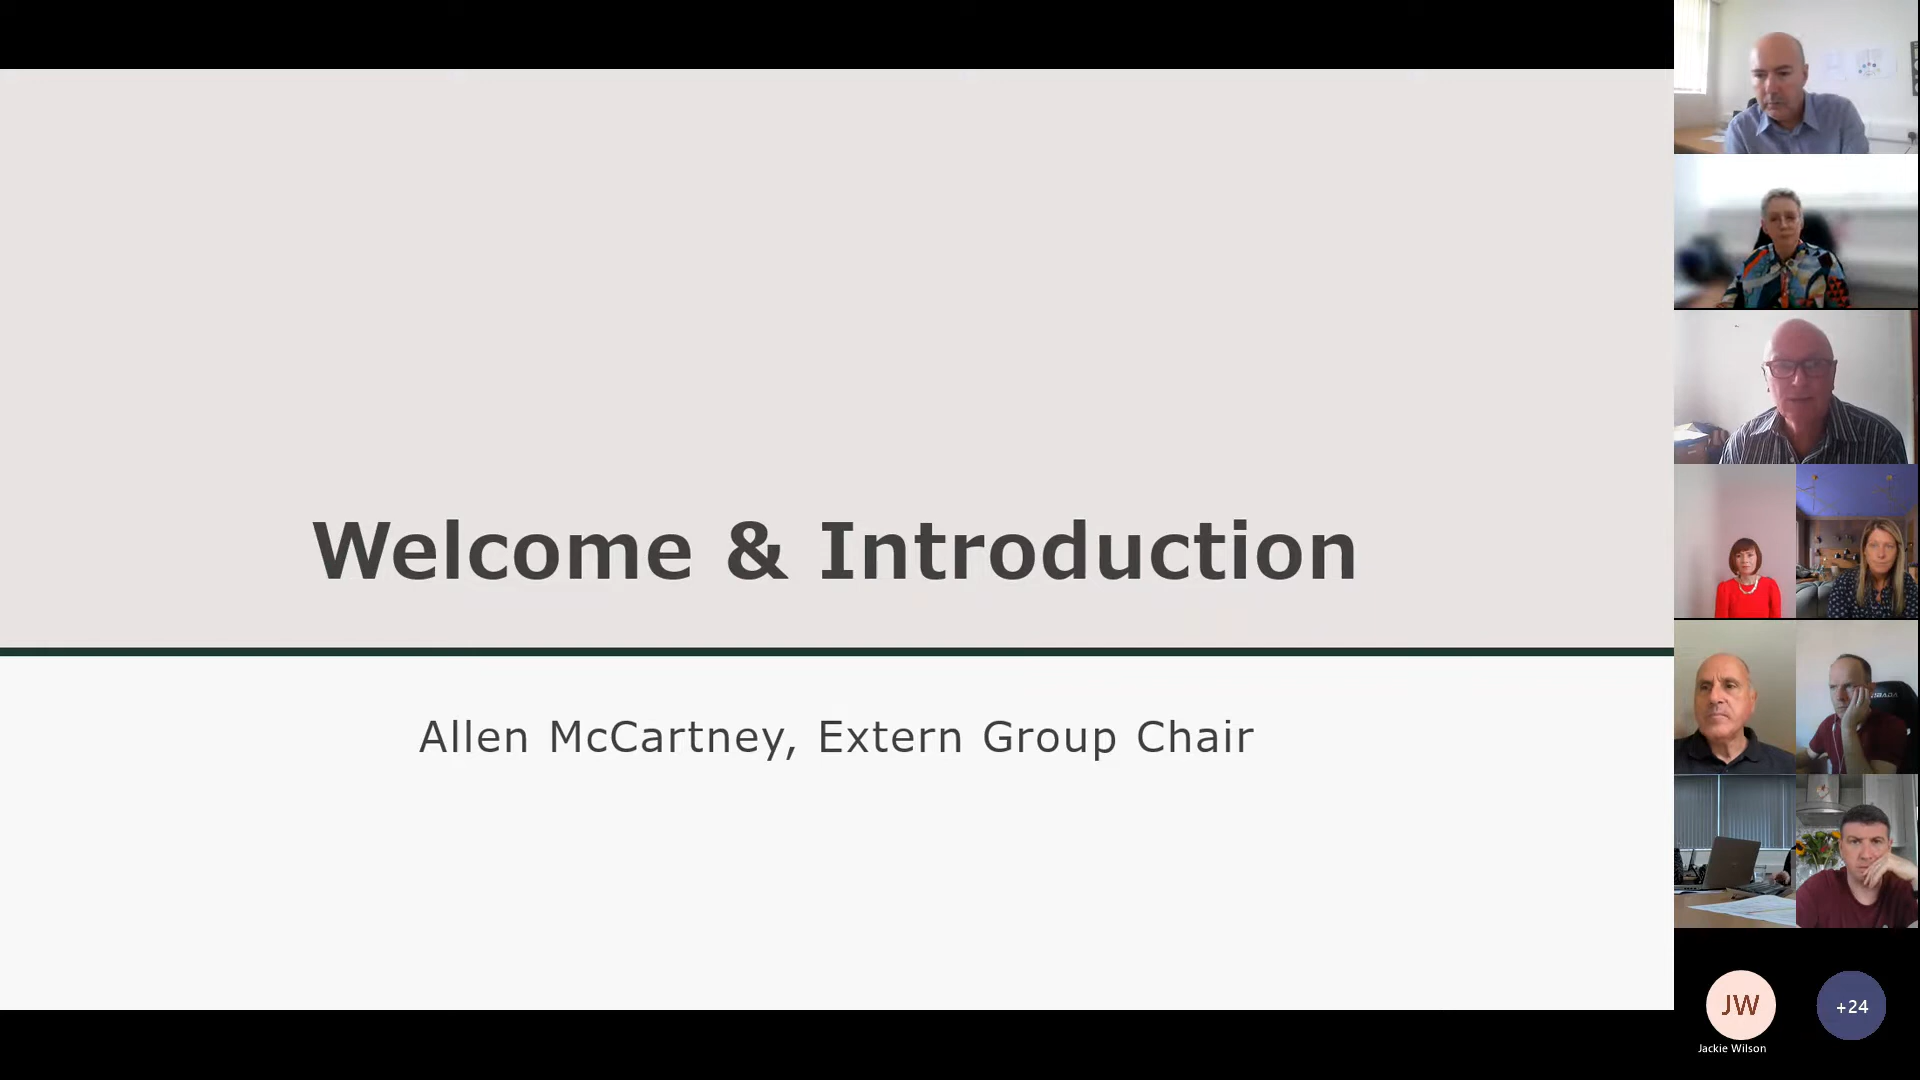 Welcome & Introduction
Allen McCartney, Extern Group Chair
JW
+24
Jackie Wilson